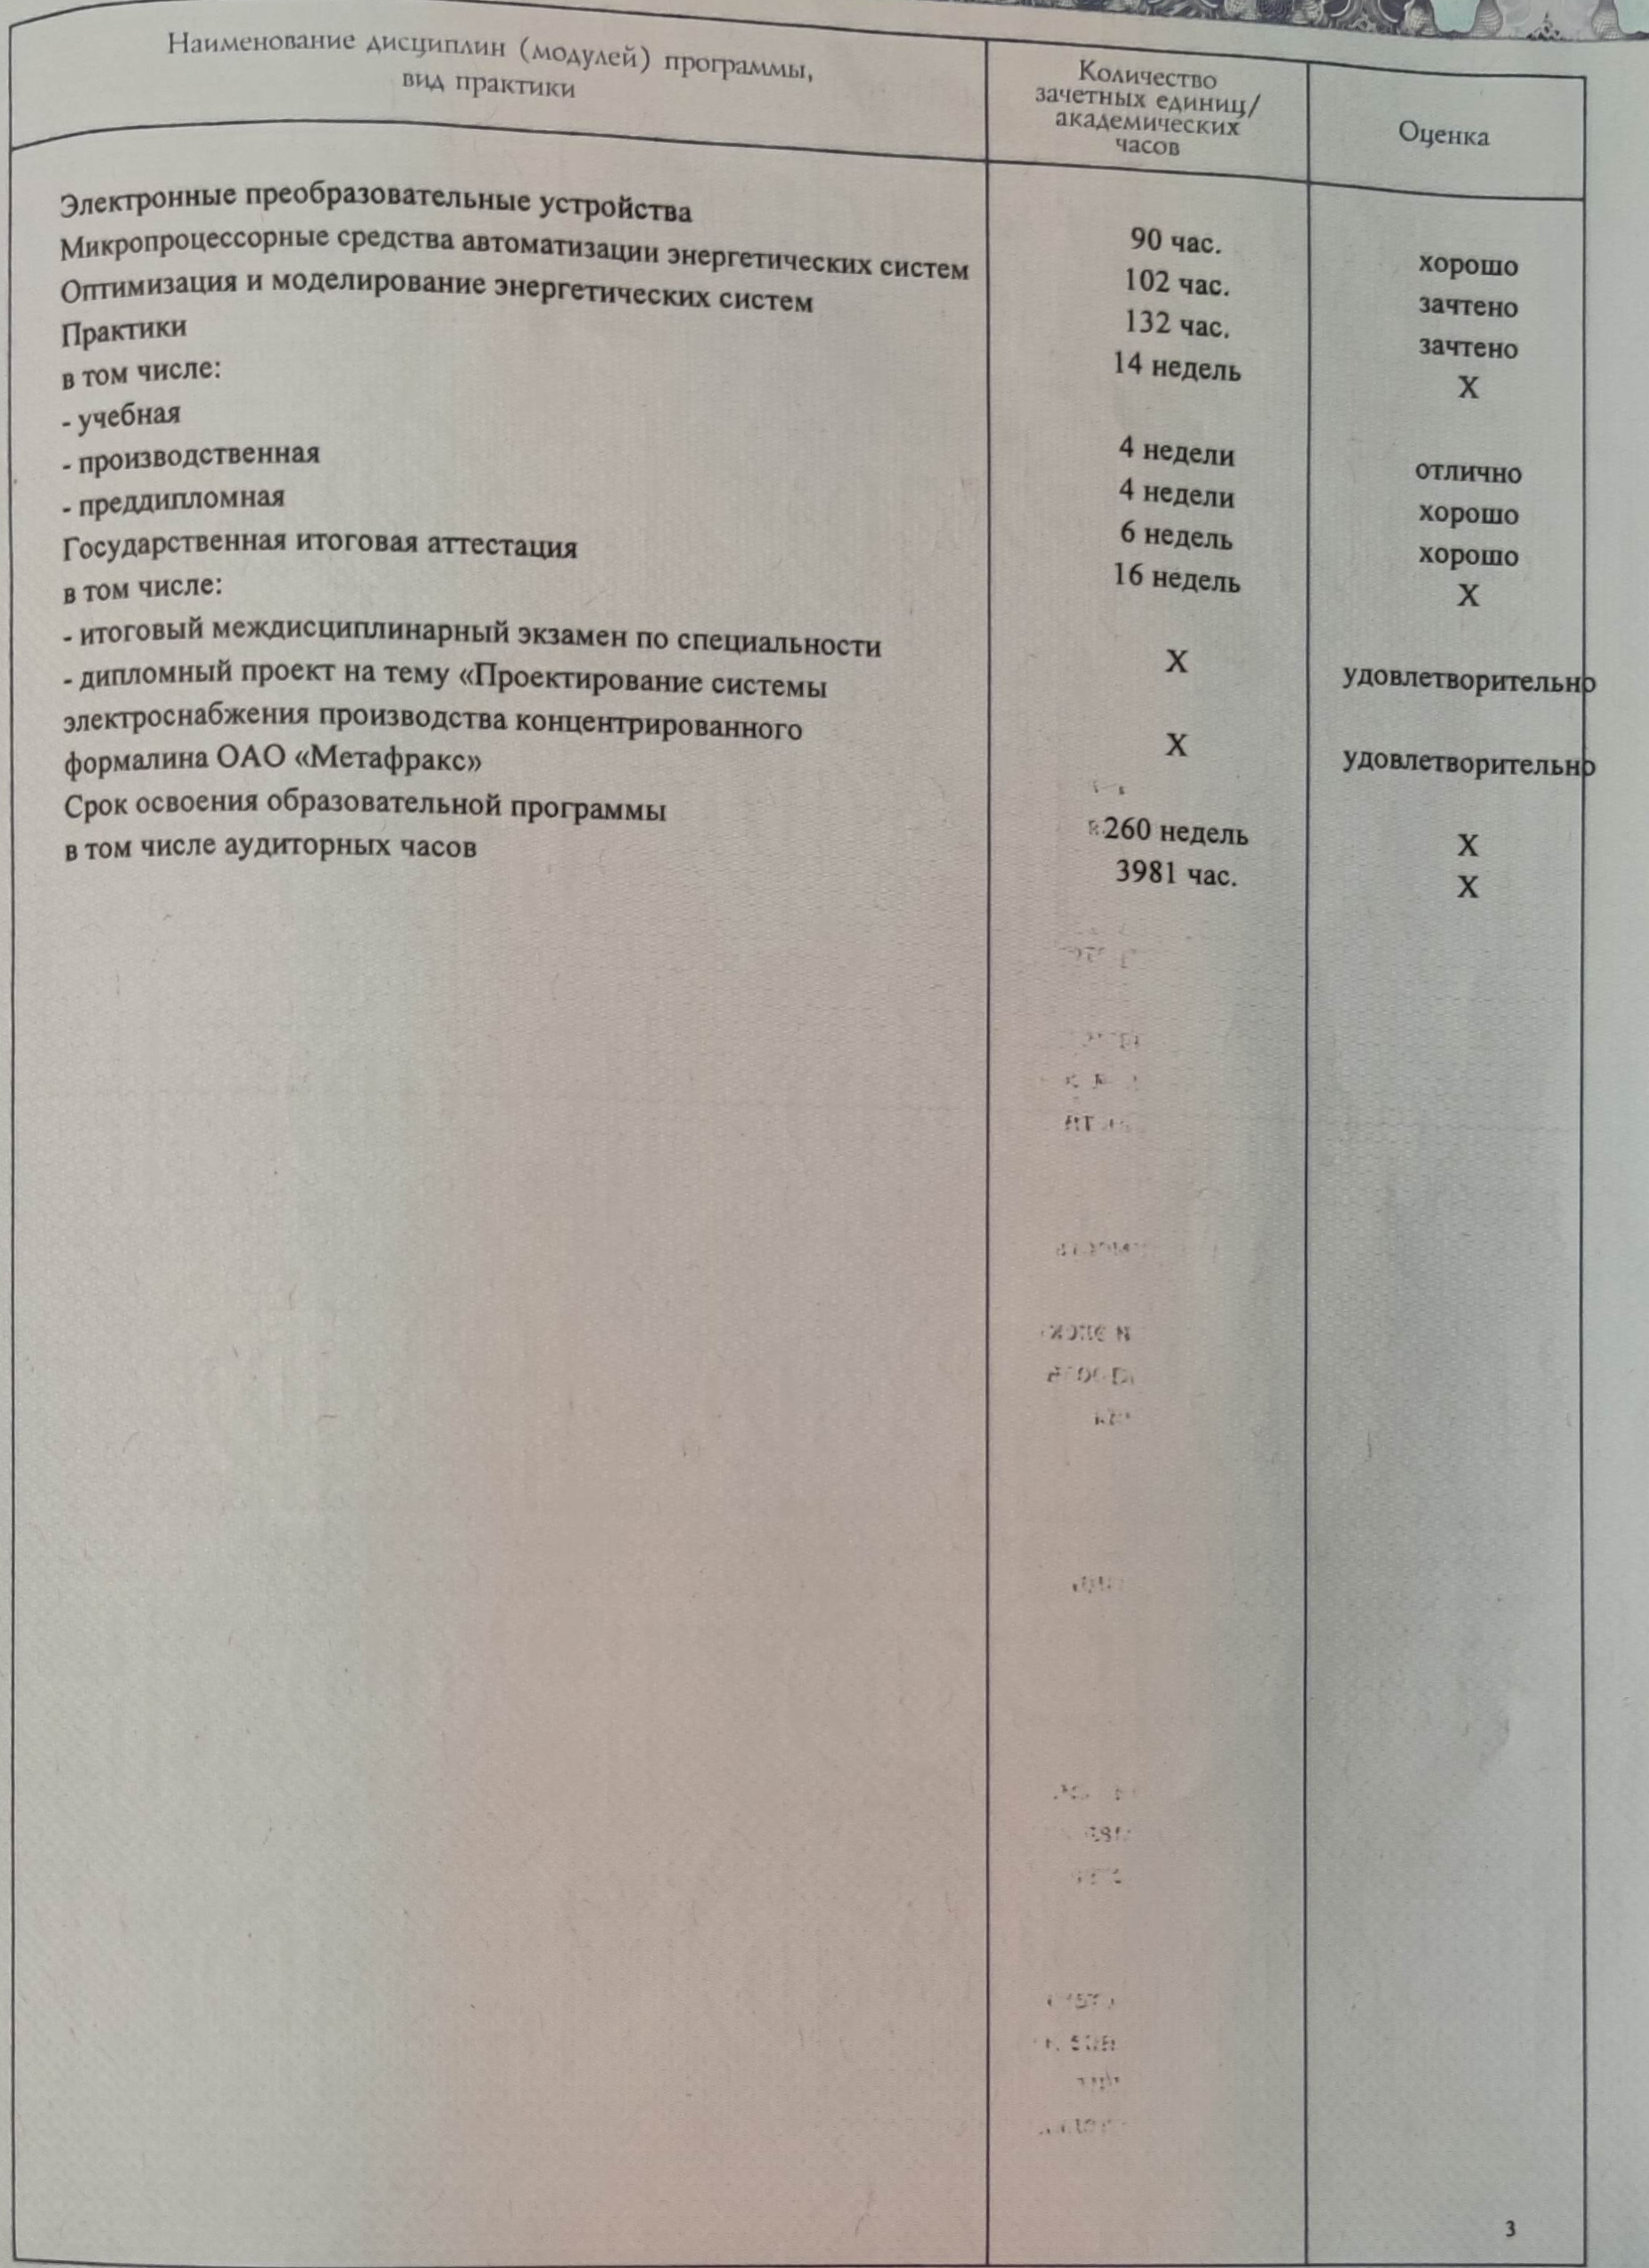 Наименование дисциплин (модулей) программы,
вид практики
Количество
зачетных единиц/
академических
часов
Оценка
Электронные преобразовательные устройства 90 час. хорошо
Микропроцессорные средства автоматизации энергетических систем 102 час. зачтено
Оптимизация и моделирование энергетических систем 132 час. зачтено
Практики 14 недель X
в том числе:
- учебная 4 недели отлично
- производственная 4 недели хорошо
- преддипломная 6 недель хорошо
Государственная итоговая аттестация 16 недель X
в том числе:
- итоговый междисциплинарный экзамен по специальности X удовлетворительно
- дипломный проект на тему «Проектирование системы
электроснабжения производства концентрированного X удовлетворительно
формалина ОАО «Метафракс»
Срок освоения образовательной программы 260 недель X
в том числе аудиторных часов 3981 час. X
3